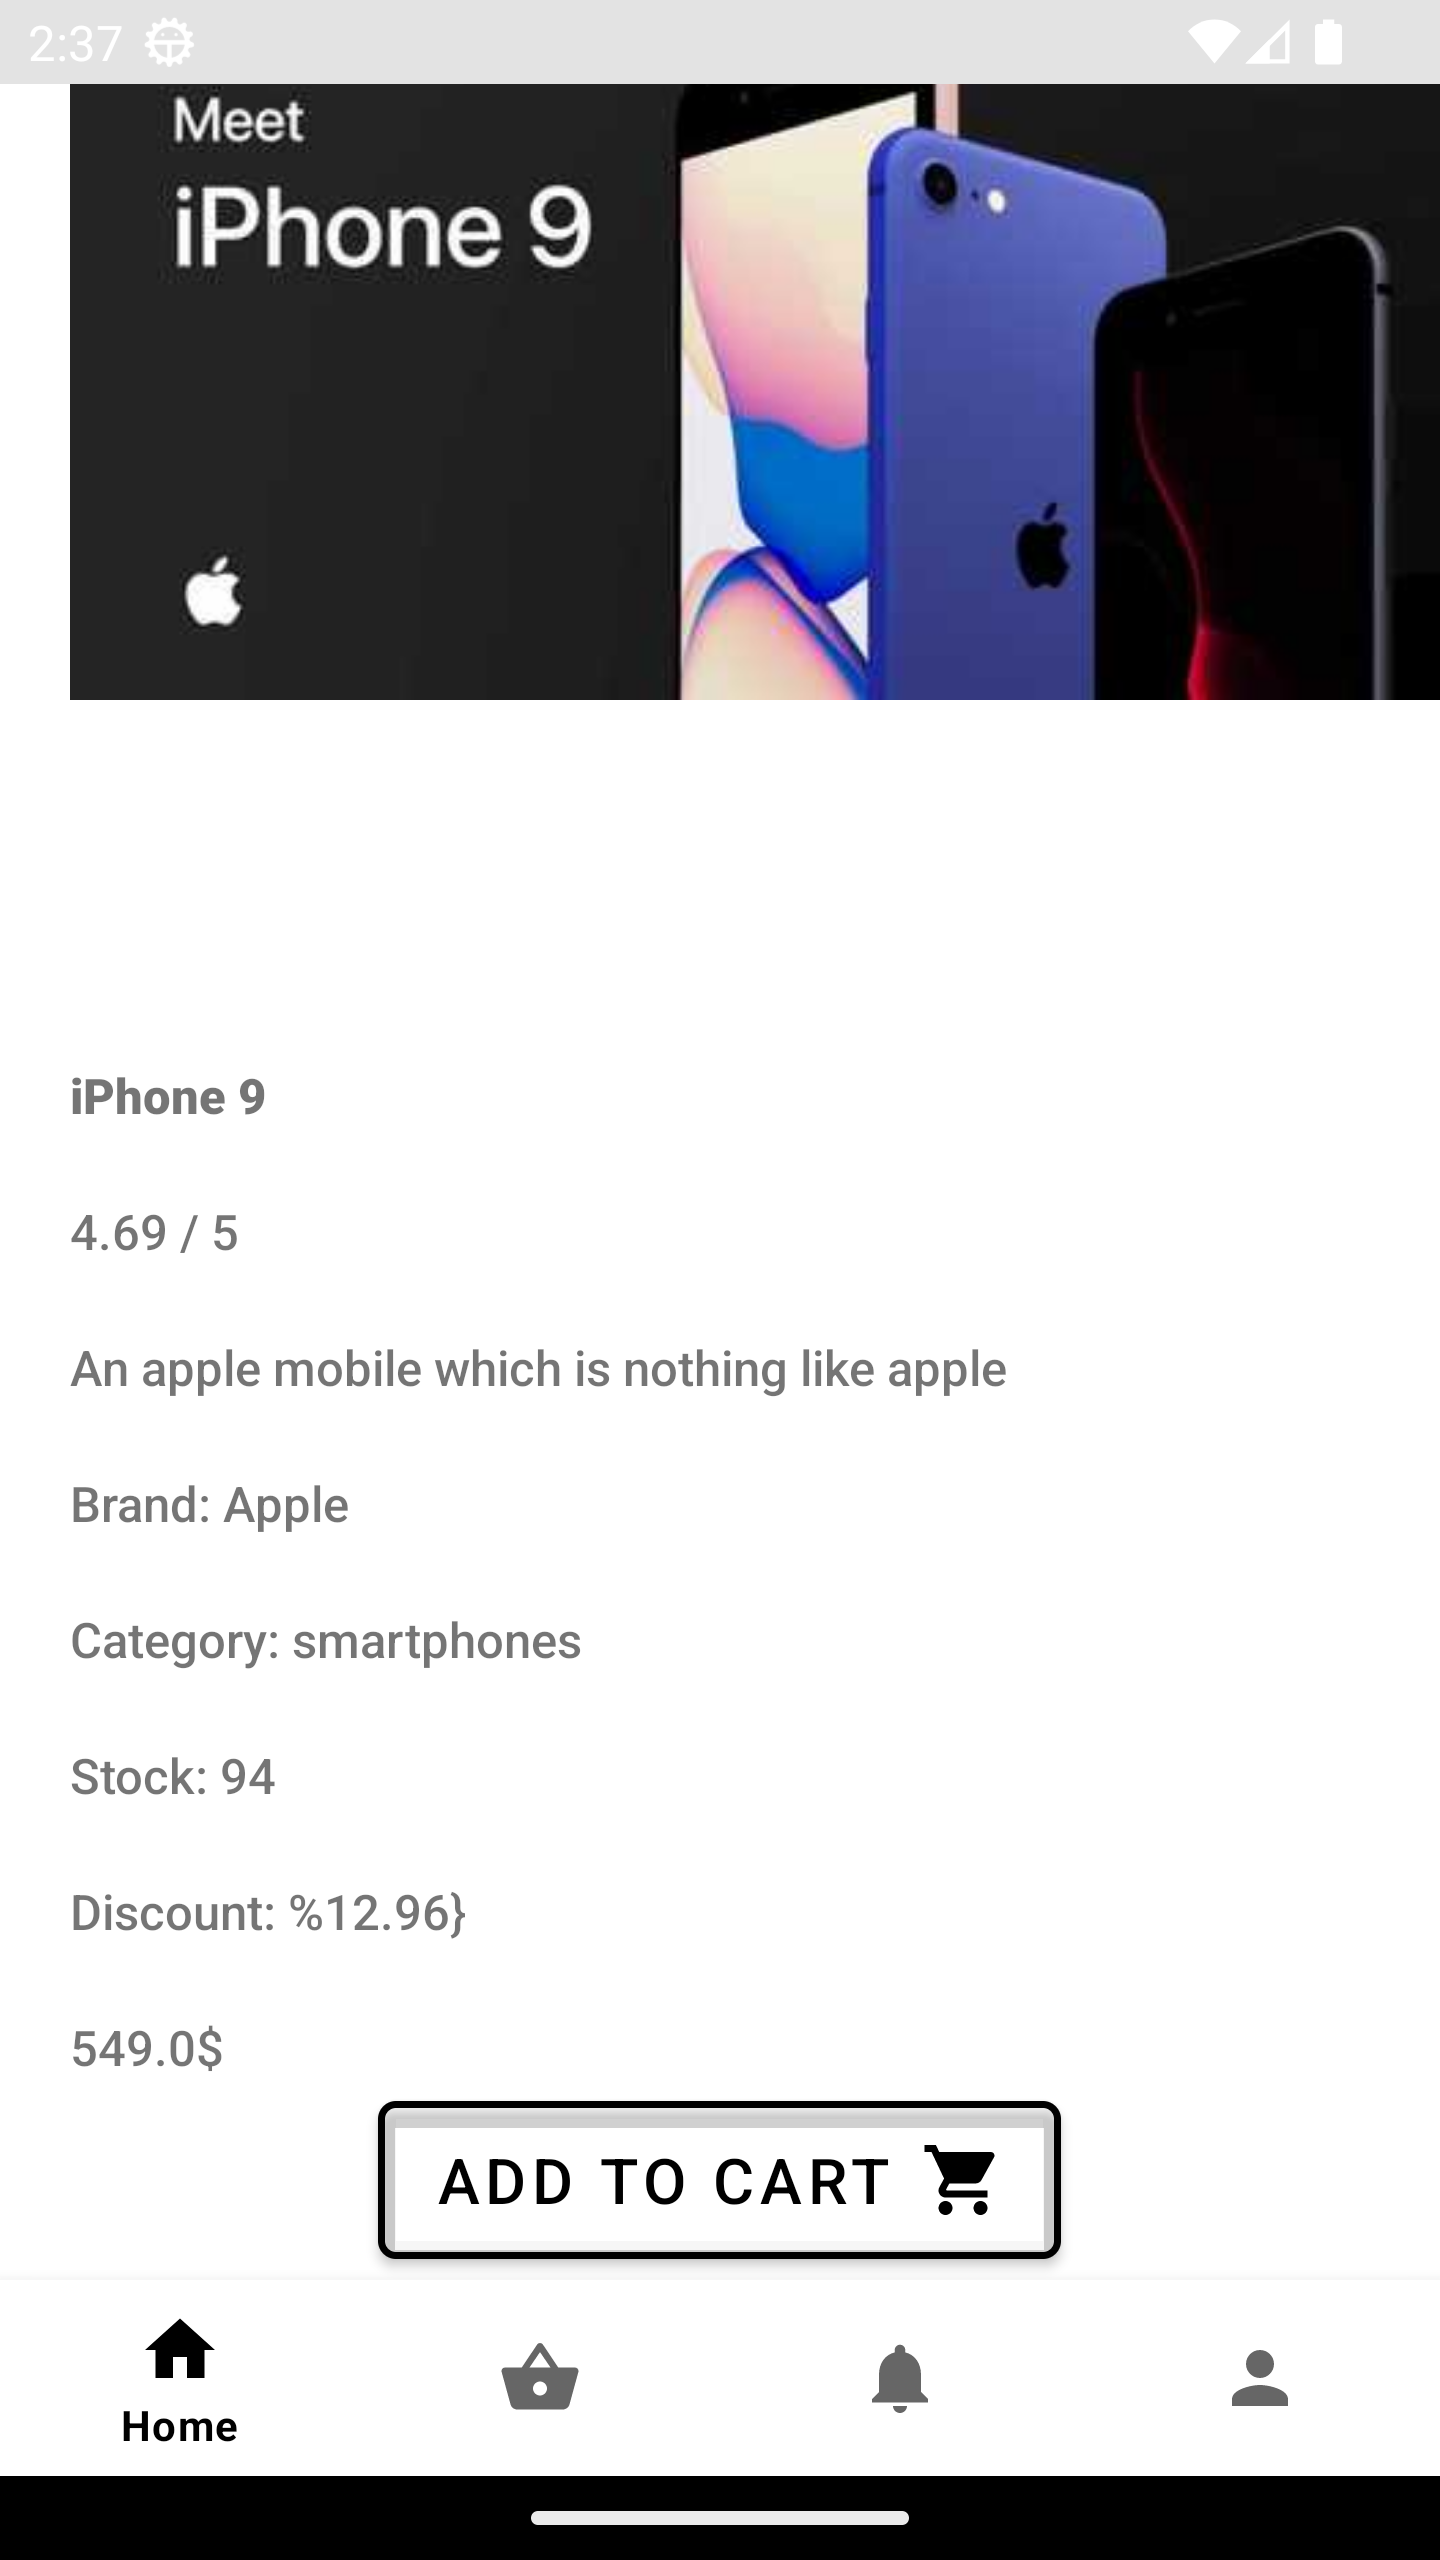 2:37
Meet
iPhone 9
iPhone 9
4.69 / 5
An apple mobile which is nothing like apple
Brand: Apple
Category: smartphones
Stock: 94
Discount: %12.96}
549.0$
ADD TO CART
Home